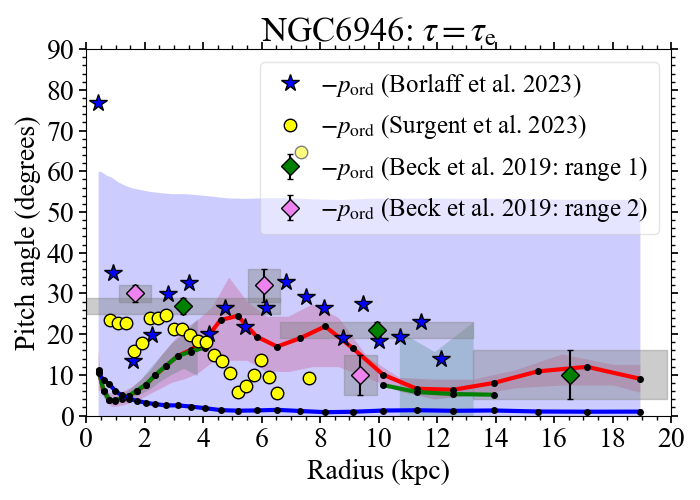 NGC6946: τ = τe
90
80
70
60
50
40
30
20
10
0
Pitch angle (degrees)
−pord (Borlaff et al. 2023)
−pord (Surgent et al. 2023)
−pord (Beck et al. 2019: range 1)
−pord (Beck et al. 2019: range 2)
0 2 4 6 8 10 12 14 16 18 20
Radius (kpc)